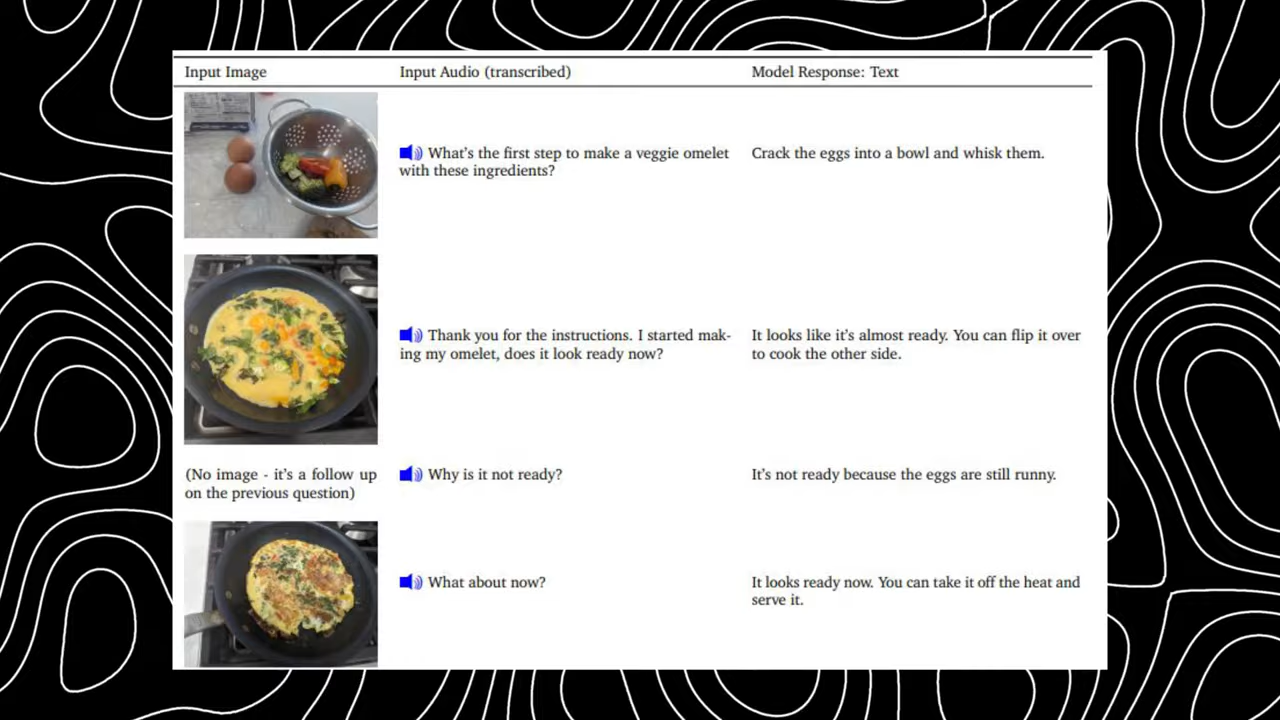 Input Image
Input Audio (transcribed)
Model Response: Text
What's the first step to make a veggie omelet
with these ingredients?
Crack the eggs into a bowl and whisk them.
Thank you for the instructions. I started mak-
ing my omelet, does it look ready now?
It looks like it's almost ready. You can flip it over
to cook the other side.
(No image - it's a follow up
on the previous question)
Why is it not ready?
It's not ready because the eggs are still runny.
What about now?
It looks ready now. You can take it off the heat and
serve it.